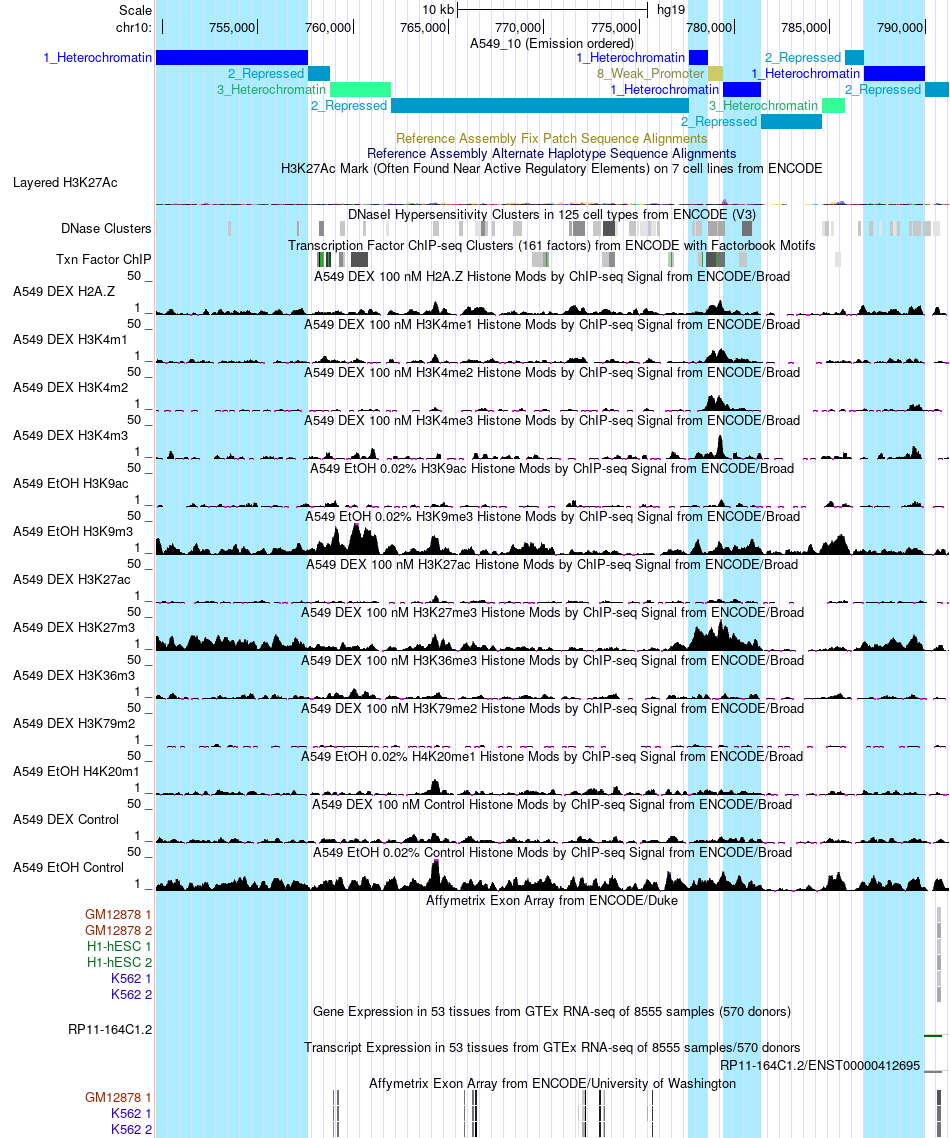 Scale 10 kb hg19
chr10: 755,000 760,000 765,000 770,000 775,000 780,000 785,000 790,000
A549_10 (Emission ordered)
1_Heterochromatin 1_Heterochromatin 2_Repressed
2_Repressed 8_Weak_Promoter 1_Heterochromatin
3_Heterochromatin 1_Heterochromatin 2_Repressed
2_Repressed 3_Heterochromatin
2_Repressed
Reference Assembly Fix Patch Sequence Alignments
Reference Assembly Alternate Haplotype Sequence Alignments
H3K27Ac Mark (Often Found Near Active Regulatory Elements) on 7 cell lines from ENCODE
Layered H3K27Ac
DNaseI Hypersensitivity Clusters in 125 cell types from ENCODE (V3)
DNase Clusters
Transcription Factor ChIP-seq Clusters (161 factors) from ENCODE with Factorbook Motifs
Txn Factor ChIP
A549 DEX 100 nM H2A.Z Histone Mods by ChIP-seq Signal from ENCODE/Broad
50 _
A549 DEX H2A.Z
1 _
A549 DEX 100 nM H3K4me1 Histone Mods by ChIP-seq Signal from ENCODE/Broad
50 _
A549 DEX H3K4m1
1 _
A549 DEX 100 nM H3K4me2 Histone Mods by ChIP-seq Signal from ENCODE/Broad
50 _
A549 DEX H3K4m2
1 _
A549 DEX 100 nM H3K4me3 Histone Mods by ChIP-seq Signal from ENCODE/Broad
50 _
A549 DEX H3K4m3
1 _
A549 EtOH 0.02% H3K9ac Histone Mods by ChIP-seq Signal from ENCODE/Broad
50 _
A549 EtOH H3K9ac
1 _
A549 EtOH 0.02% H3K9me3 Histone Mods by ChIP-seq Signal from ENCODE/Broad
50 _
A549 EtOH H3K9m3
1 _
A549 DEX 100 nM H3K27ac Histone Mods by ChIP-seq Signal from ENCODE/Broad
50 _
A549 DEX H3K27ac
1 _
A549 DEX 100 nM H3K27me3 Histone Mods by ChIP-seq Signal from ENCODE/Broad
50 _
A549 DEX H3K27m3
1 _
A549 DEX 100 nM H3K36me3 Histone Mods by ChIP-seq Signal from ENCODE/Broad
50 _
A549 DEX H3K36m3
1 _
A549 DEX 100 nM H3K79me2 Histone Mods by ChIP-seq Signal from ENCODE/Broad
50 _
A549 DEX H3K79m2
1 _
A549 EtOH 0.02% H4K20me1 Histone Mods by ChIP-seq Signal from ENCODE/Broad
50 _
A549 EtOH H4K20m1
1 _
A549 DEX 100 nM Control Histone Mods by ChIP-seq Signal from ENCODE/Broad
50 _
A549 DEX Control
1 _
A549 EtOH 0.02% Control Histone Mods by ChIP-seq Signal from ENCODE/Broad
50 _
A549 EtOH Control
1 _
Affymetrix Exon Array from ENCODE/Duke
GM12878 1
GM12878 2
H1-hESC 1
H1-hESC 2
K562 1
K562 2
Gene Expression in 53 tissues from GTEx RNA-seq of 8555 samples (570 donors)
RP11-164C1.2
Transcript Expression in 53 tissues from GTEx RNA-seq of 8555 samples/570 donors
RP11-164C1.2/ENST00000412695
Affymetrix Exon Array from ENCODE/University of Washington
GM12878 1
K562 1
K562 2